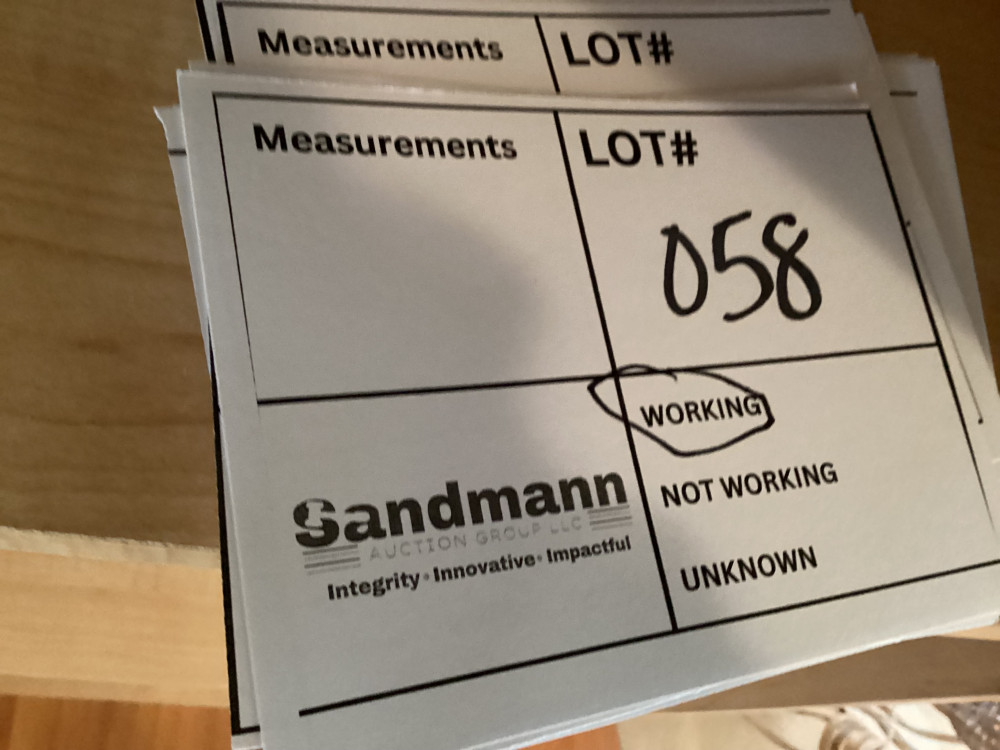 Measurements LOT#
Measurements LOT#
058
WORKING
NOT WORKING
UNKNOWN
Sandmann
AUCTION GROUP LLC
Integrity • Innovative • Impactful